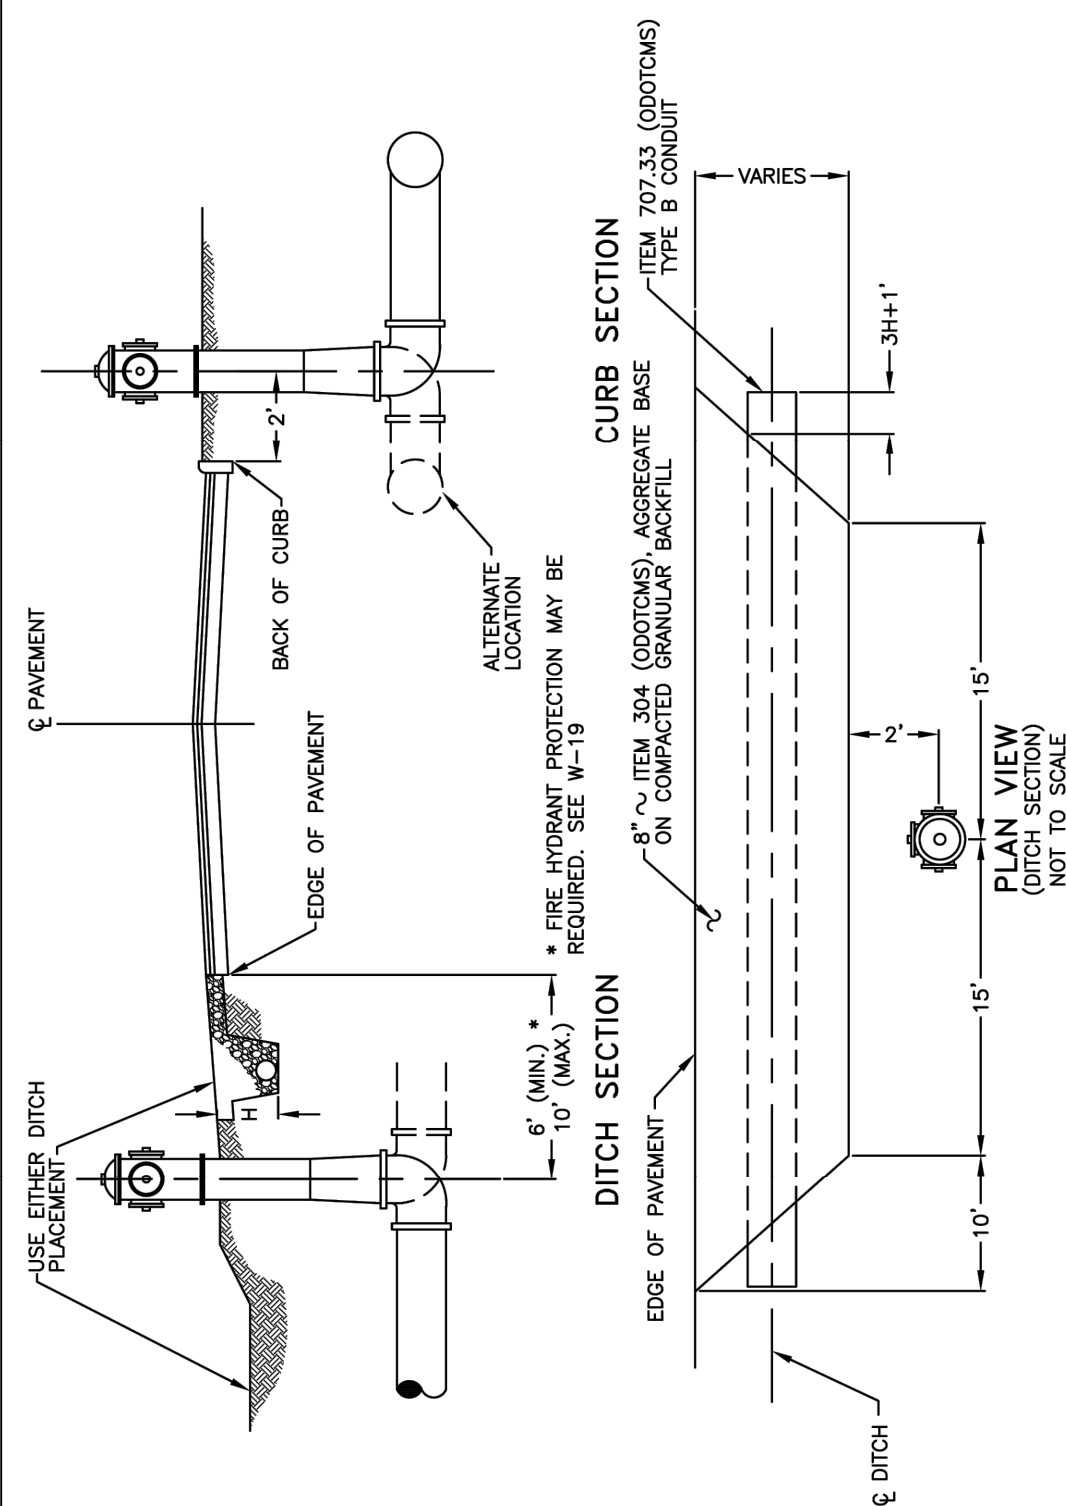 USE EITHER DITCH
PLACEMENT
H
℄ PAVEMENT
EDGE OF PAVEMENT
BACK OF CURB
2'
ALTERNATE
LOCATION
6' (MIN.) *
10' (MAX.)
* FIRE HYDRANT PROTECTION MAY BE
REQUIRED. SEE W-19
DITCH SECTION
CURB SECTION
EDGE OF PAVEMENT
8" ~ ITEM 304 (ODOTCMS), AGGREGATE BASE
ON COMPACTED GRANULAR BACKFILL
ITEM 707.33 (ODOTCMS)
TYPE B CONDUIT
VARIES
~
3H+1'
℄ DITCH
2'
10'
15'
15'
PLAN VIEW
(DITCH SECTION)
NOT TO SCALE